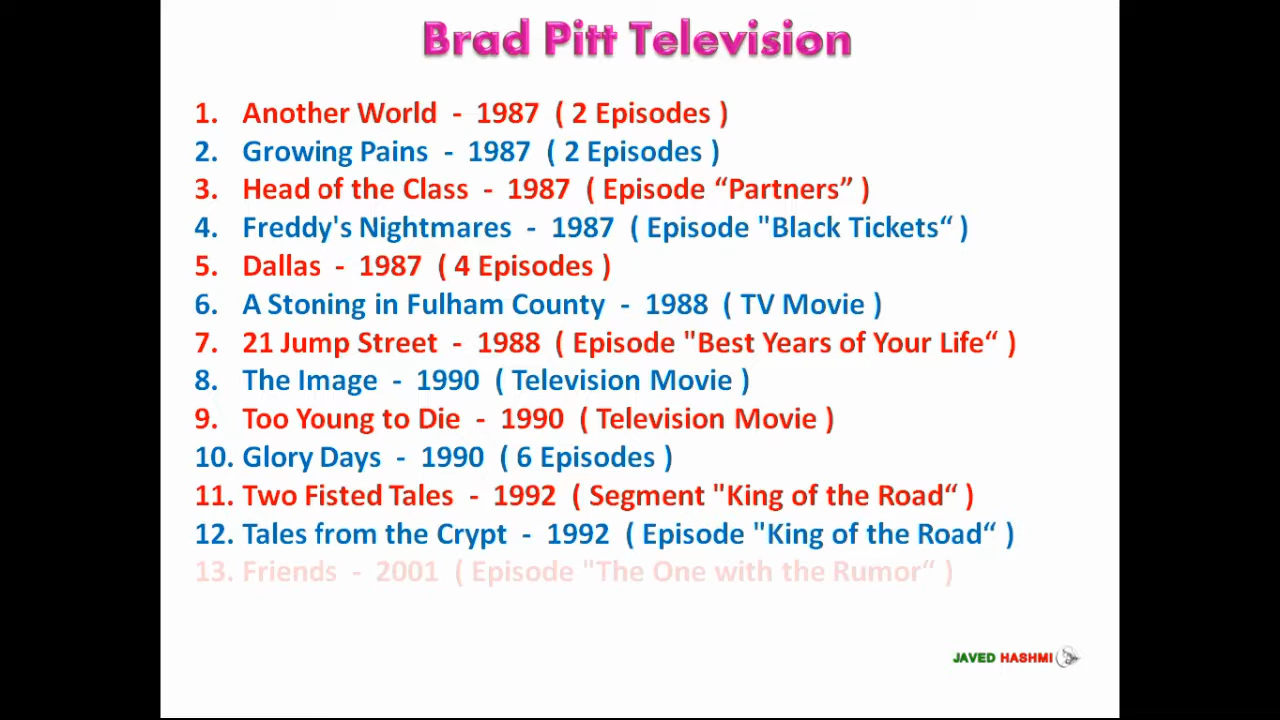 Brad Pitt Television
1. Another World - 1987 ( 2 Episodes )
2. Growing Pains - 1987 ( 2 Episodes )
3. Head of the Class - 1987 ( Episode “Partners” )
4. Freddy's Nightmares - 1987 ( Episode "Black Tickets“ )
5. Dallas - 1987 ( 4 Episodes )
6. A Stoning in Fulham County - 1988 ( TV Movie )
7. 21 Jump Street - 1988 ( Episode "Best Years of Your Life“ )
8. The Image - 1990 ( Television Movie )
9. Too Young to Die - 1990 ( Television Movie )
10. Glory Days - 1990 ( 6 Episodes )
11. Two Fisted Tales - 1992 ( Segment "King of the Road“ )
12. Tales from the Crypt - 1992 ( Episode "King of the Road“ )
13. Friends - 2001 ( Episode "The One with the Rumor“ )
JAVED HASHMI